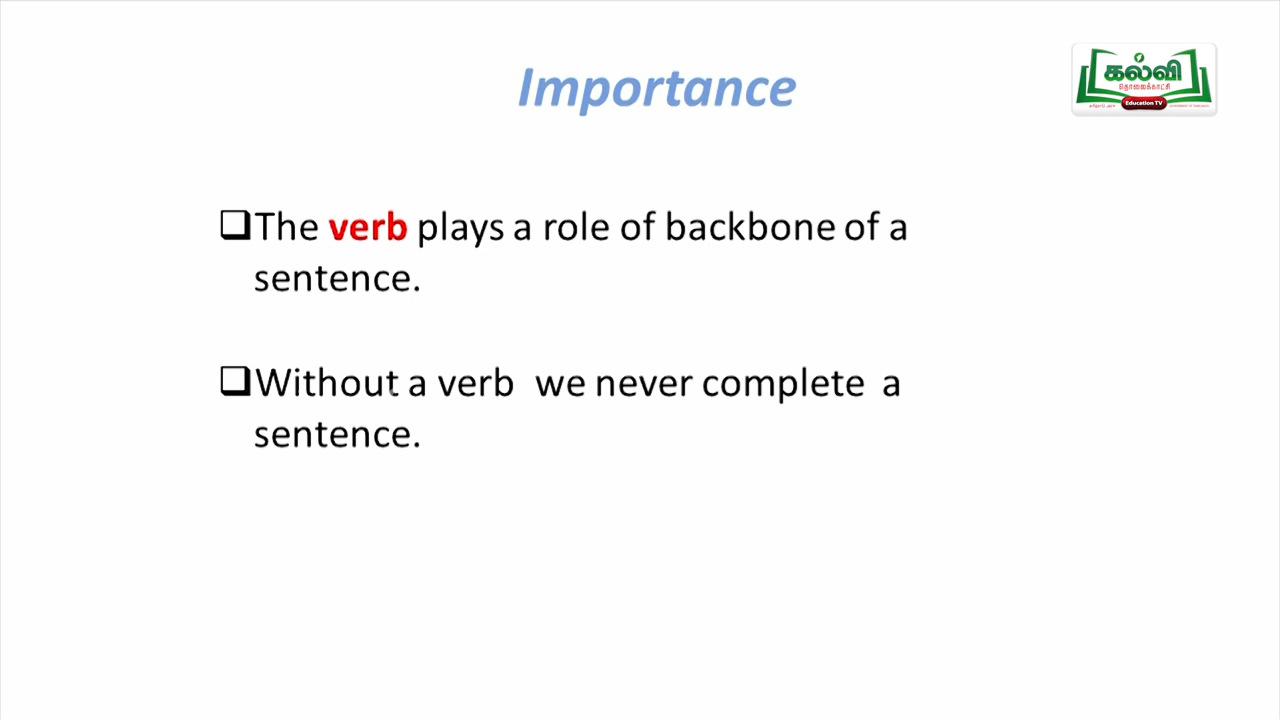 Importance
கல்வி
தொலைக்காட்சி
Education TV
The verb plays a role of backbone of a
sentence.
Without a verb we never complete a
sentence.